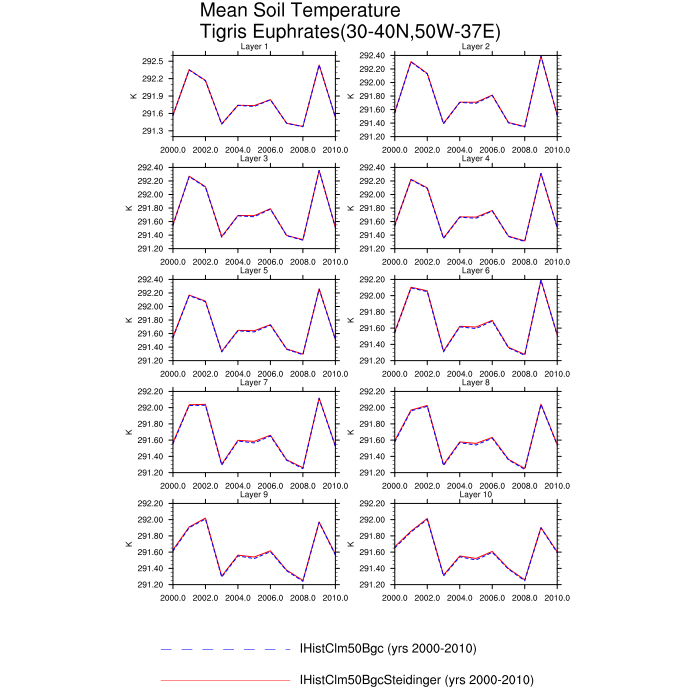 Mean Soil Temperature
Tigris Euphrates(30-40N,50W-37E)
Layer 1
292.5
292.2
291.9
291.6
291.3
K
2000.0 2002.0 2004.0 2006.0 2008.0 2010.0
Layer 2
292.40
292.20
292.00
291.80
291.60
291.40
291.20
K
2000.0 2002.0 2004.0 2006.0 2008.0 2010.0
Layer 3
292.40
292.20
292.00
291.80
291.60
291.40
291.20
K
2000.0 2002.0 2004.0 2006.0 2008.0 2010.0
Layer 4
292.40
292.20
292.00
291.80
291.60
291.40
291.20
K
2000.0 2002.0 2004.0 2006.0 2008.0 2010.0
Layer 5
292.40
292.20
292.00
291.80
291.60
291.40
291.20
K
2000.0 2002.0 2004.0 2006.0 2008.0 2010.0
Layer 6
292.20
292.00
291.80
291.60
291.40
291.20
K
2000.0 2002.0 2004.0 2006.0 2008.0 2010.0
Layer 7
292.20
292.00
291.80
291.60
291.40
291.20
K
2000.0 2002.0 2004.0 2006.0 2008.0 2010.0
Layer 8
292.20
292.00
291.80
291.60
291.40
291.20
K
2000.0 2002.0 2004.0 2006.0 2008.0 2010.0
Layer 9
292.20
292.00
291.80
291.60
291.40
291.20
K
2000.0 2002.0 2004.0 2006.0 2008.0 2010.0
Layer 10
292.20
292.00
291.80
291.60
291.40
291.20
K
2000.0 2002.0 2004.0 2006.0 2008.0 2010.0
IHistClm50Bgc (yrs 2000-2010)
IHistClm50BgcSteidinger (yrs 2000-2010)